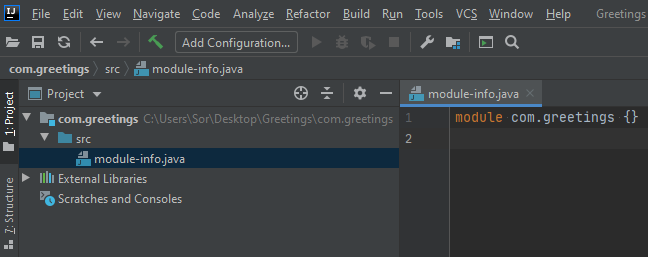 IJ File Edit View Navigate Code Analyze Refactor Build Run Tools VCS Window Help Greetings
Add Configuration...
com.greetings src module-info.java
1: Project
Project
module-info.java
com.greetings C:\Users\Sor\Desktop\Greetings\com.greetings
src
module-info.java
External Libraries
Scratches and Consoles
7: Structure
1 module com.greetings {}
2